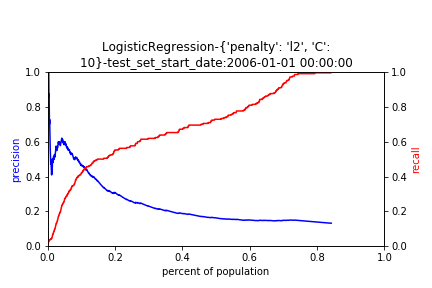 LogisticRegression-{'penalty': 'l2', 'C':
10}-test_set_start_date:2006-01-01 00:00:00
1.0
0.8
0.6
0.4
0.2
0.0
precision
1.0
0.8
0.6
0.4
0.2
0.0
recall
0.0 0.2 0.4 0.6 0.8 1.0
percent of population